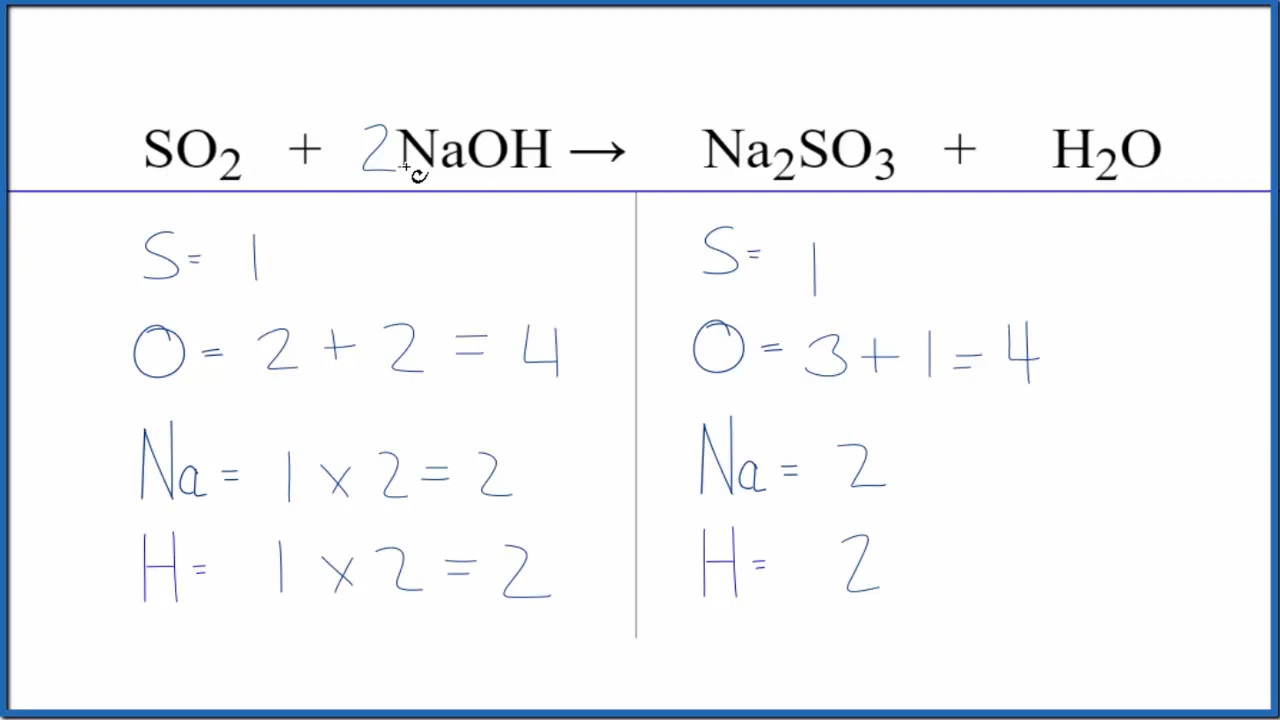 SO₂ + 2NaOH → Na₂SO₃ + H₂O
S= 1
O = 2 + 2 = 4
Na = 1 x 2 = 2
H = 1 x 2 = 2
S= 1
O = 3 + 1 = 4
Na = 2
H = 2